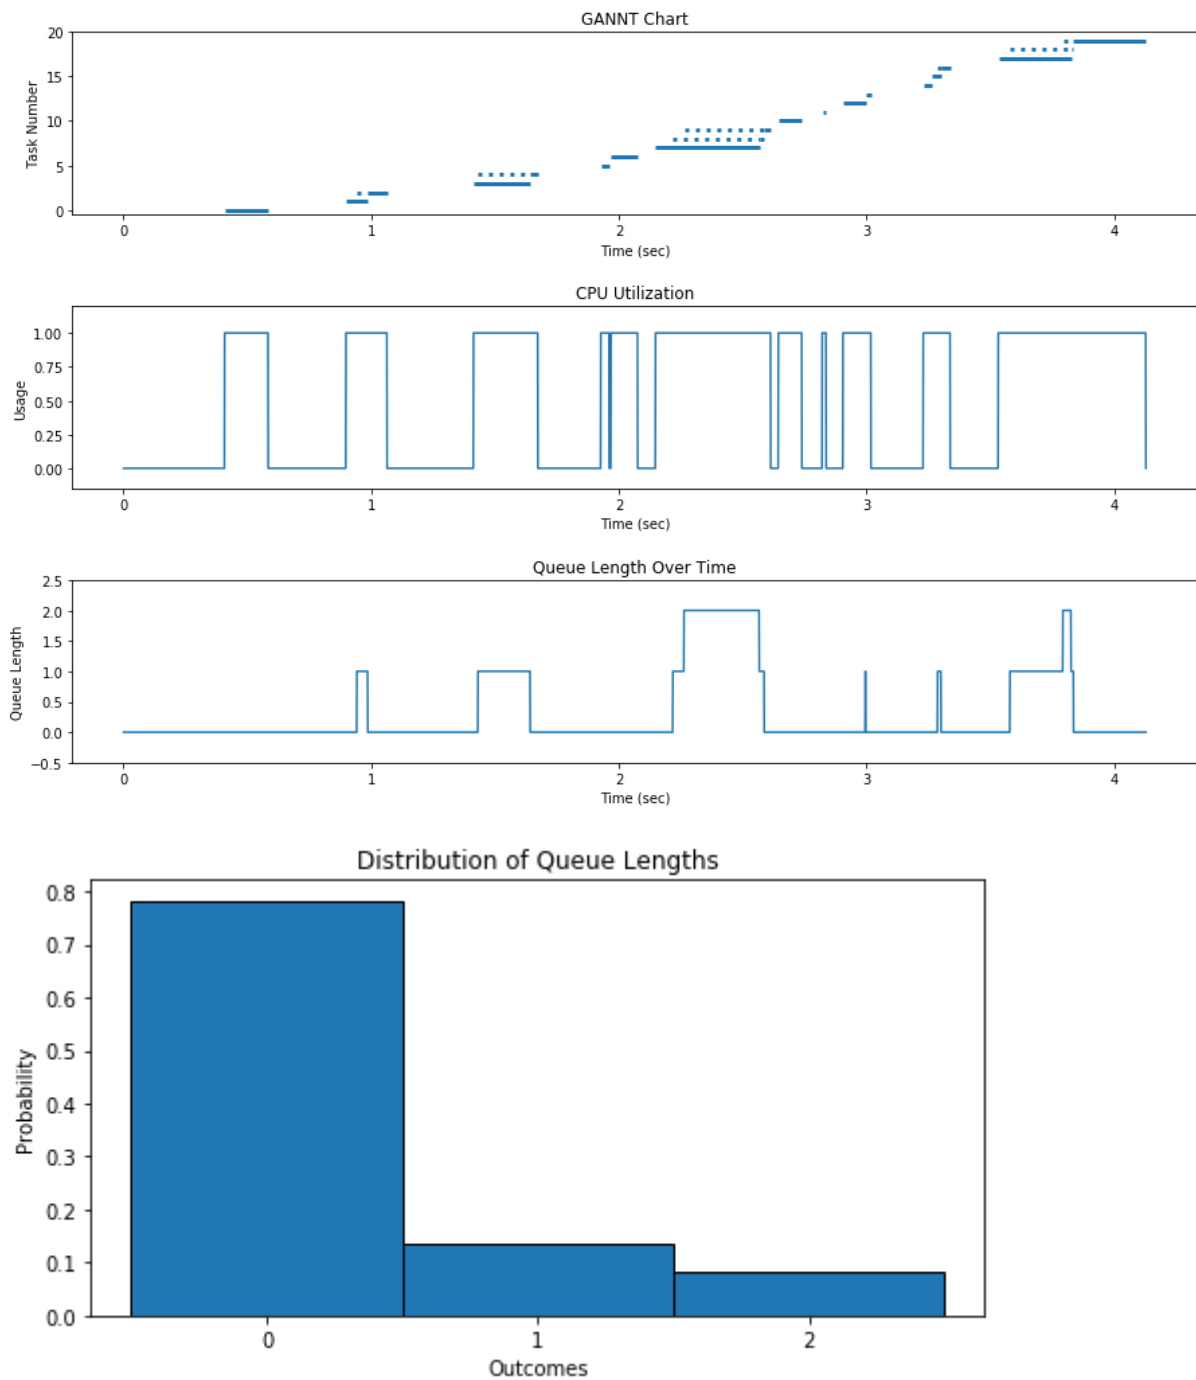 GANNT Chart
Task Number
20
15
10
5
0
0 1 2 3 4
Time (sec)
CPU Utilization
Usage
1.00
0.75
0.50
0.25
0.00
0 1 2 3 4
Time (sec)
Queue Length Over Time
Queue Length
2.5
2.0
1.5
1.0
0.5
0.0
−0.5
0 1 2 3 4
Time (sec)
Distribution of Queue Lengths
Probability
0.8
0.7
0.6
0.5
0.4
0.3
0.2
0.1
0.0
0 1 2
Outcomes